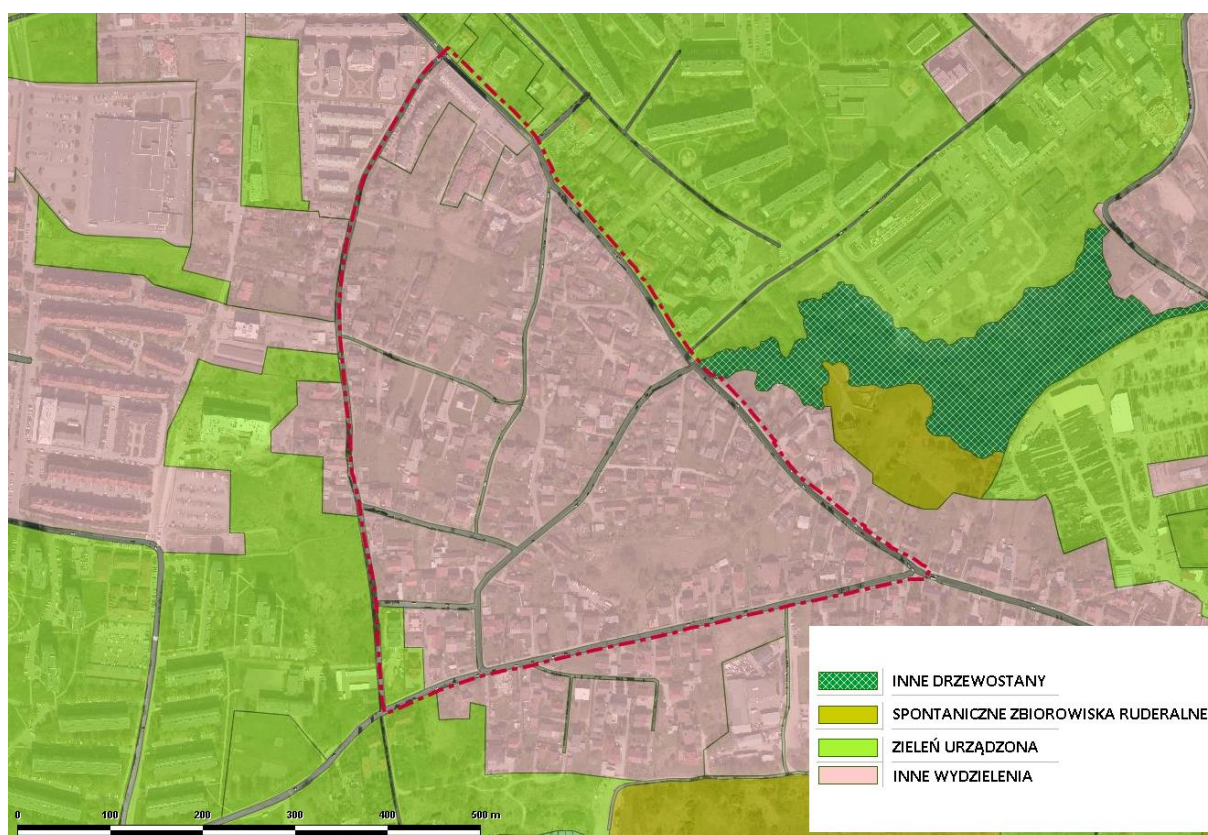 INNE DRZEWOSTANY
SPONTANICZNE ZBIOROWISKA RUDERALNE
ZIELEŃ URZĄDZONA
INNE WYDZIELENIA
0 100 200 300 400 500 m